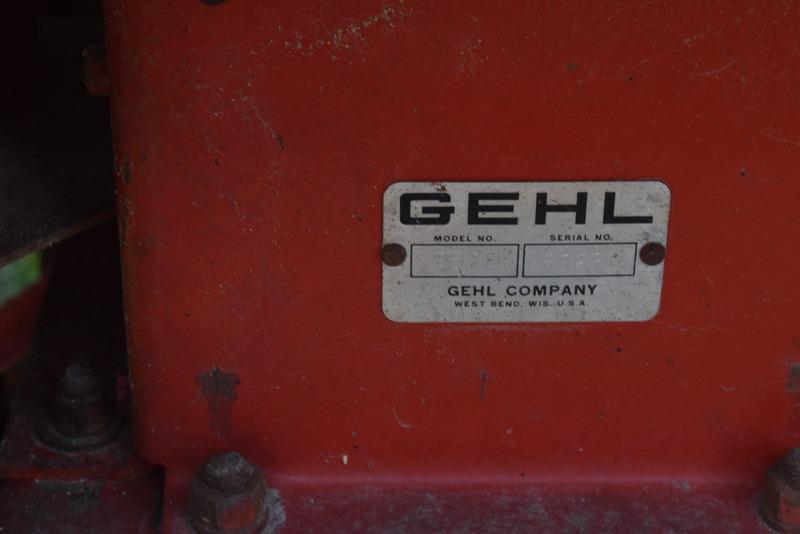 GEHL
MODEL NO. SERIAL NO.
GEHL COMPANY
WEST BEND, WIS. U.S.A.